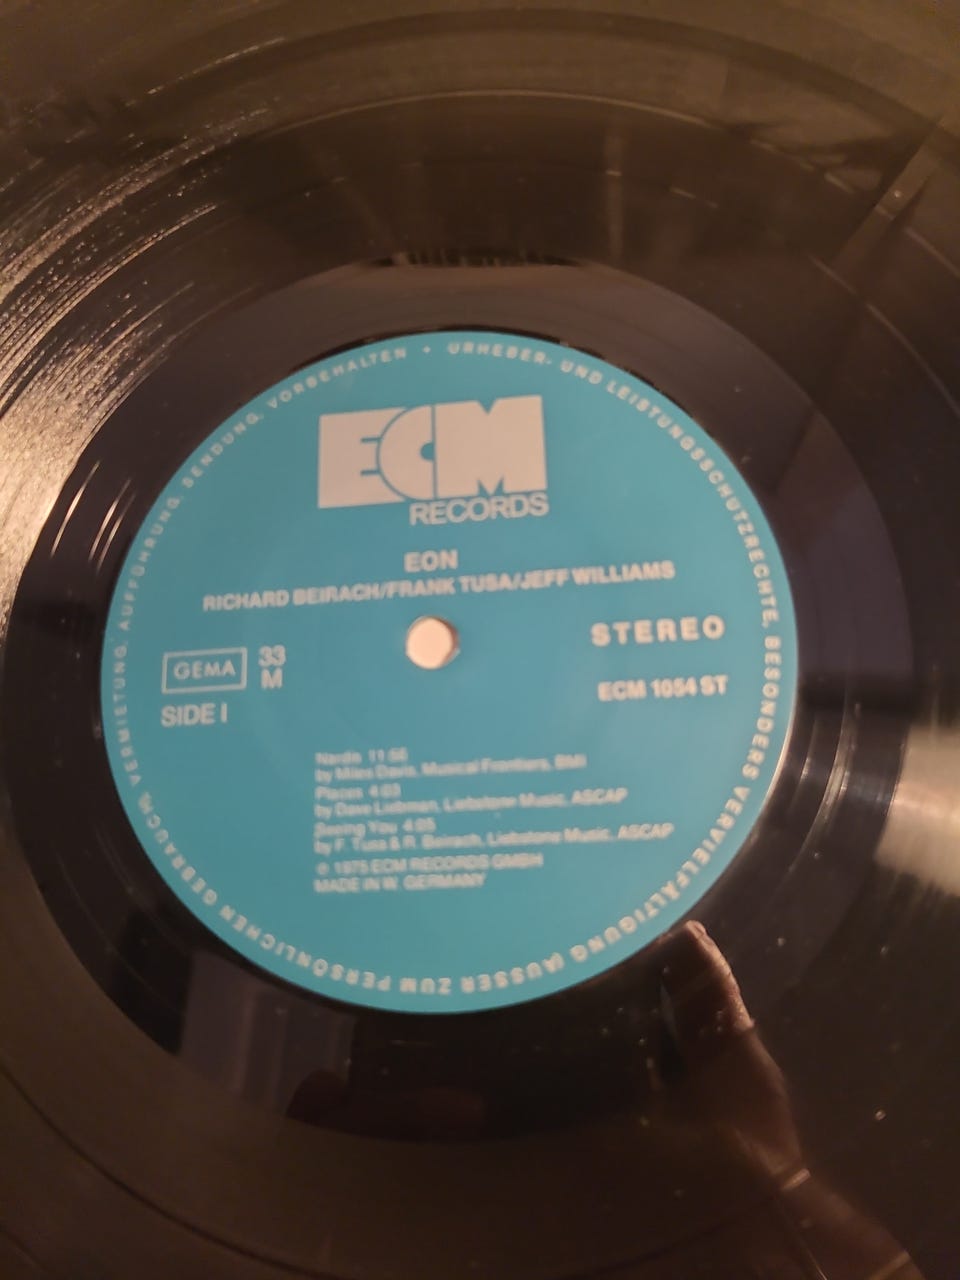 ECM
RECORDS
EON
RICHARD BEIRACH/FRANK TUSA/JEFF WILLIAMS
STEREO
GEMA
33
M
ECM 1054 ST
SIDE I
Nardis 11:56
by Miles Davis, Musical Frontiers, BMI
Places 4:03
by Dave Liebman, Liebstone Music, ASCAP
Seeing You 4:05
by F. Tusa & R. Beirach, Liebstone Music, ASCAP
© 1975 ECM RECORDS GMBH
MADE IN W. GERMANY
• URHEBER- UND LEISTUNGSSCHUTZRECHTE, BESONDERS VERVIELFÄLTIGUNG (AUSSER ZUM PERSÖNLICHEN GEBRAUCH), VERMIETUNG, AUFFÜHRUNG, SENDUNG, VORBEHALTEN